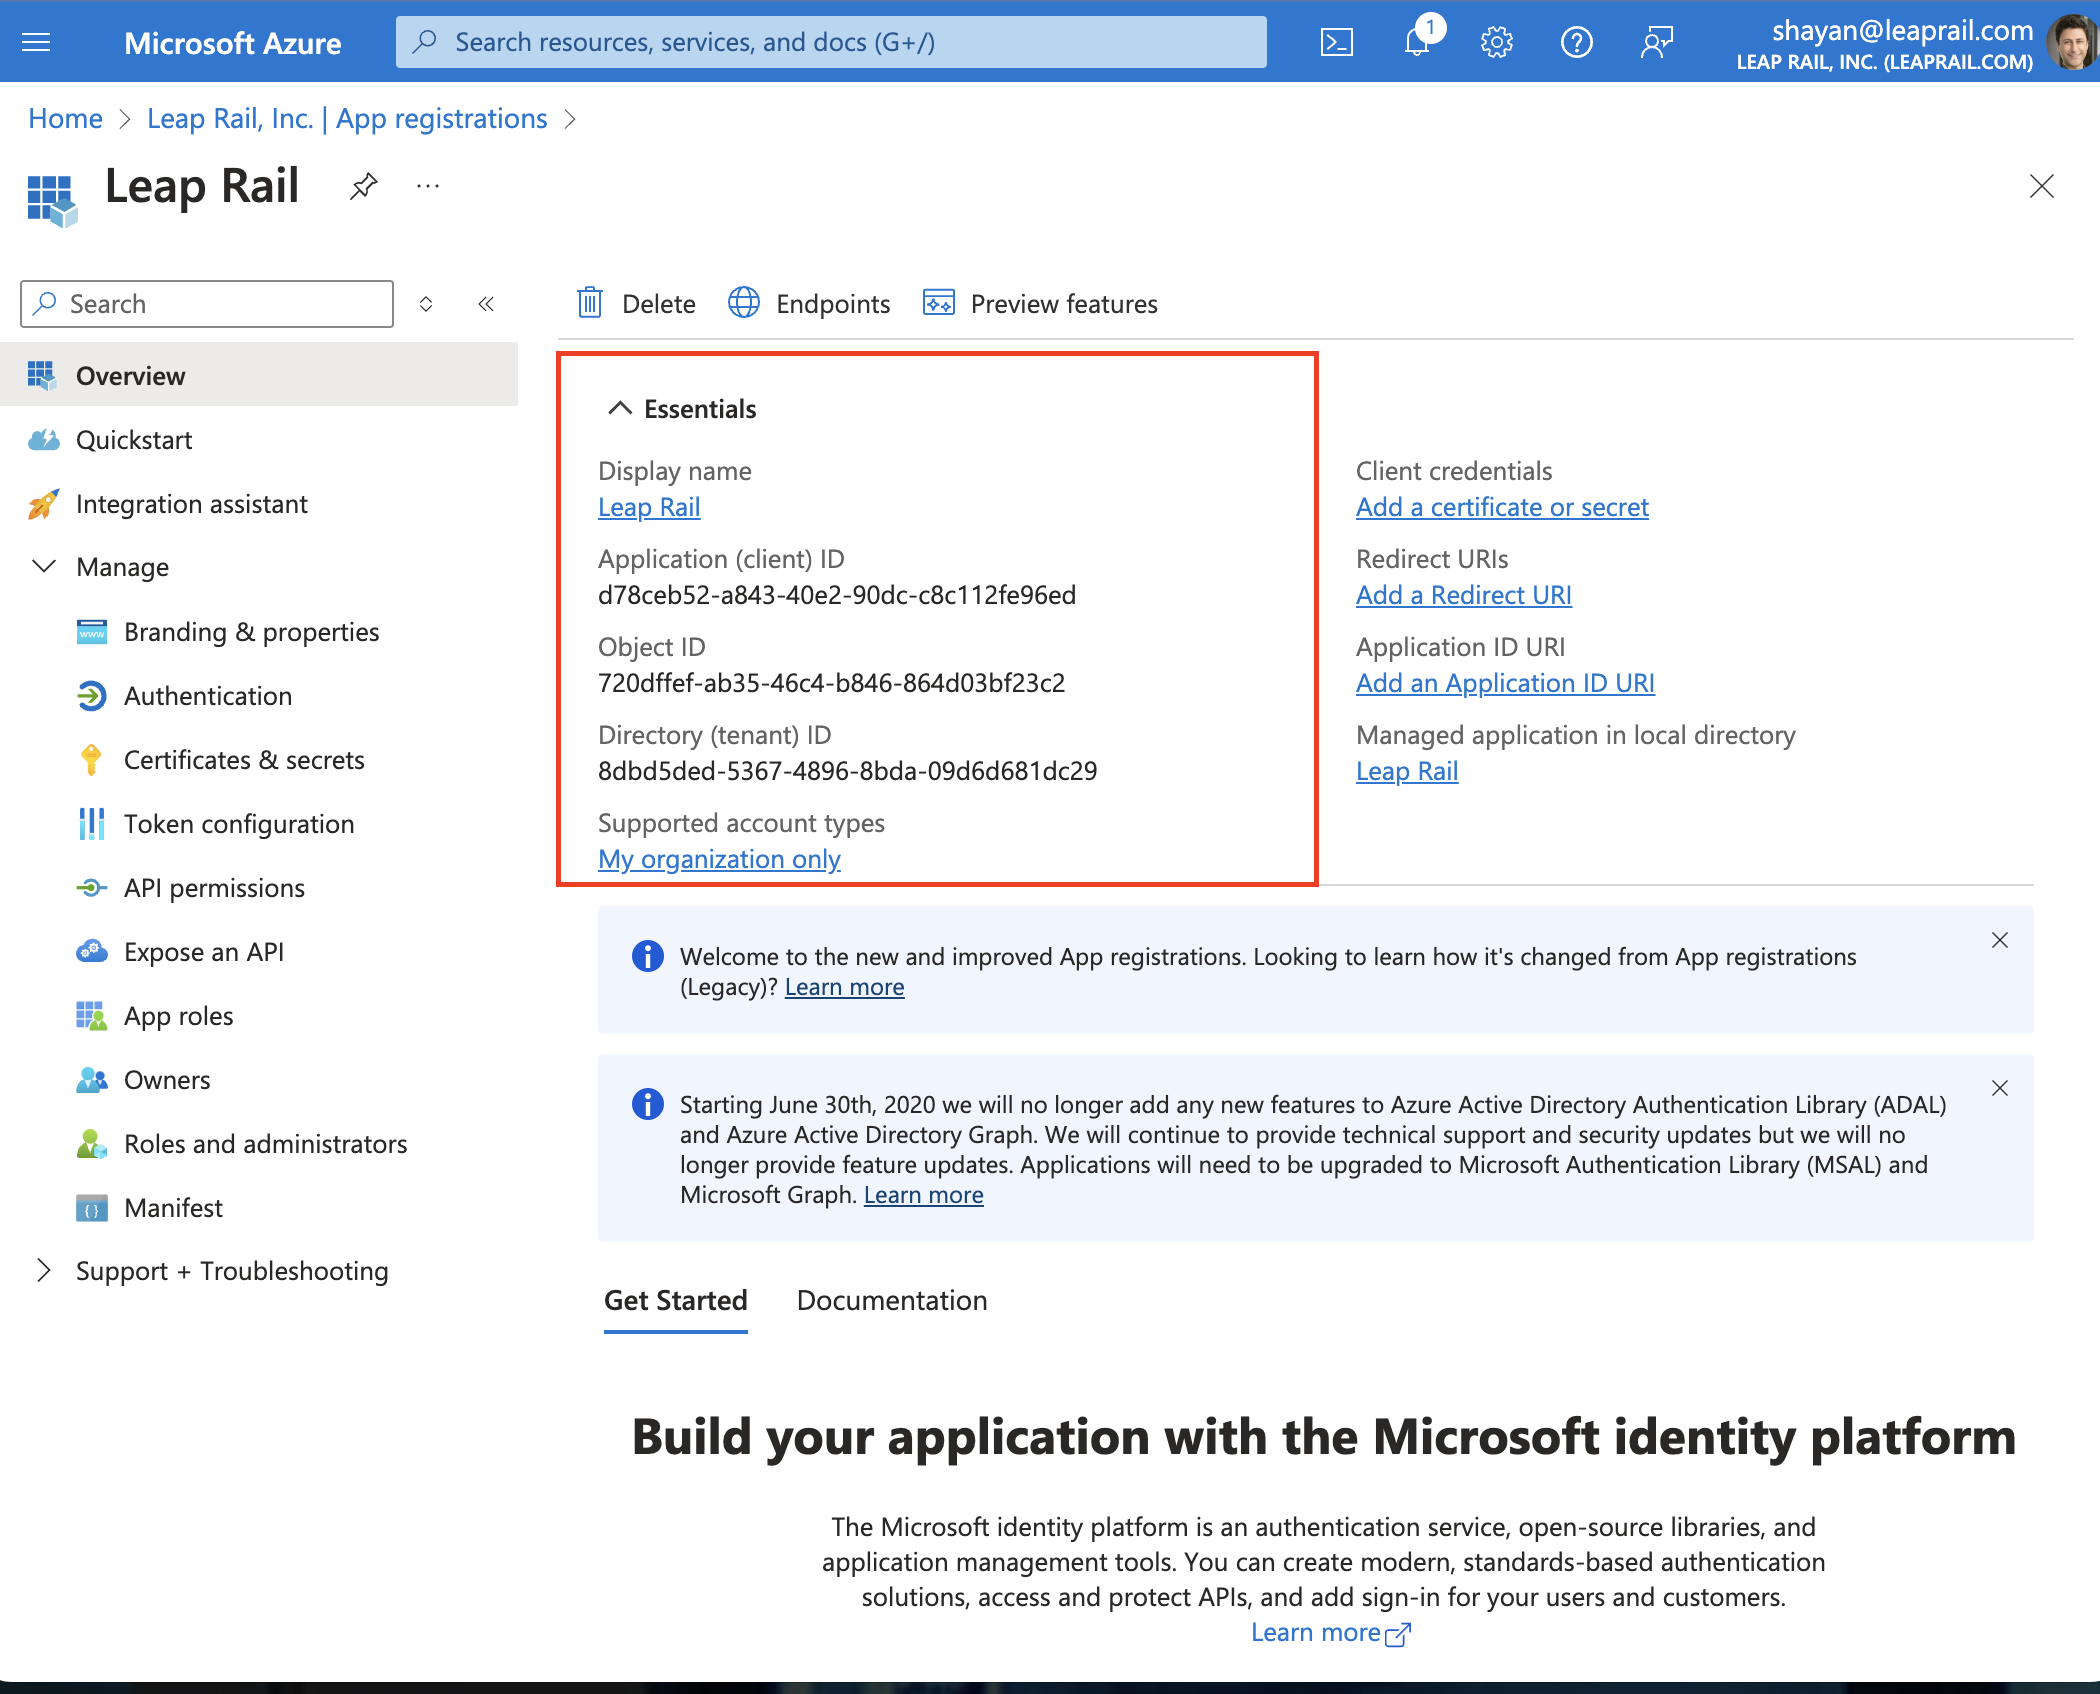 Microsoft Azure
Search resources, services, and docs (G+/)
1
shayan@leaprail.com
LEAP RAIL, INC. (LEAPRAIL.COM)
Home
Leap Rail, Inc. | App registrations
Leap Rail
...
Search
Overview
Quickstart
Integration assistant
Manage
Branding & properties
Authentication
Certificates & secrets
Token configuration
API permissions
Expose an API
App roles
Owners
Roles and administrators
Manifest
Support + Troubleshooting
Delete
Endpoints
Preview features
Essentials
Display name
Leap Rail
Application (client) ID
d78ceb52-a843-40e2-90dc-c8c112fe96ed
Object ID
720dffef-ab35-46c4-b846-864d03bf23c2
Directory (tenant) ID
8dbd5ded-5367-4896-8bda-09d6d681dc29
Supported account types
My organization only
Client credentials
Add a certificate or secret
Redirect URIs
Add a Redirect URI
Application ID URI
Add an Application ID URI
Managed application in local directory
Leap Rail
Welcome to the new and improved App registrations. Looking to learn how it's changed from App registrations
(Legacy)? Learn more
Starting June 30th, 2020 we will no longer add any new features to Azure Active Directory Authentication Library (ADAL)
and Azure Active Directory Graph. We will continue to provide technical support and security updates but we will no
longer provide feature updates. Applications will need to be upgraded to Microsoft Authentication Library (MSAL) and
Microsoft Graph. Learn more
Get Started
Documentation
Build your application with the Microsoft identity platform
The Microsoft identity platform is an authentication service, open-source libraries, and
application management tools. You can create modern, standards-based authentication
solutions, access and protect APIs, and add sign-in for your users and customers.
Learn more